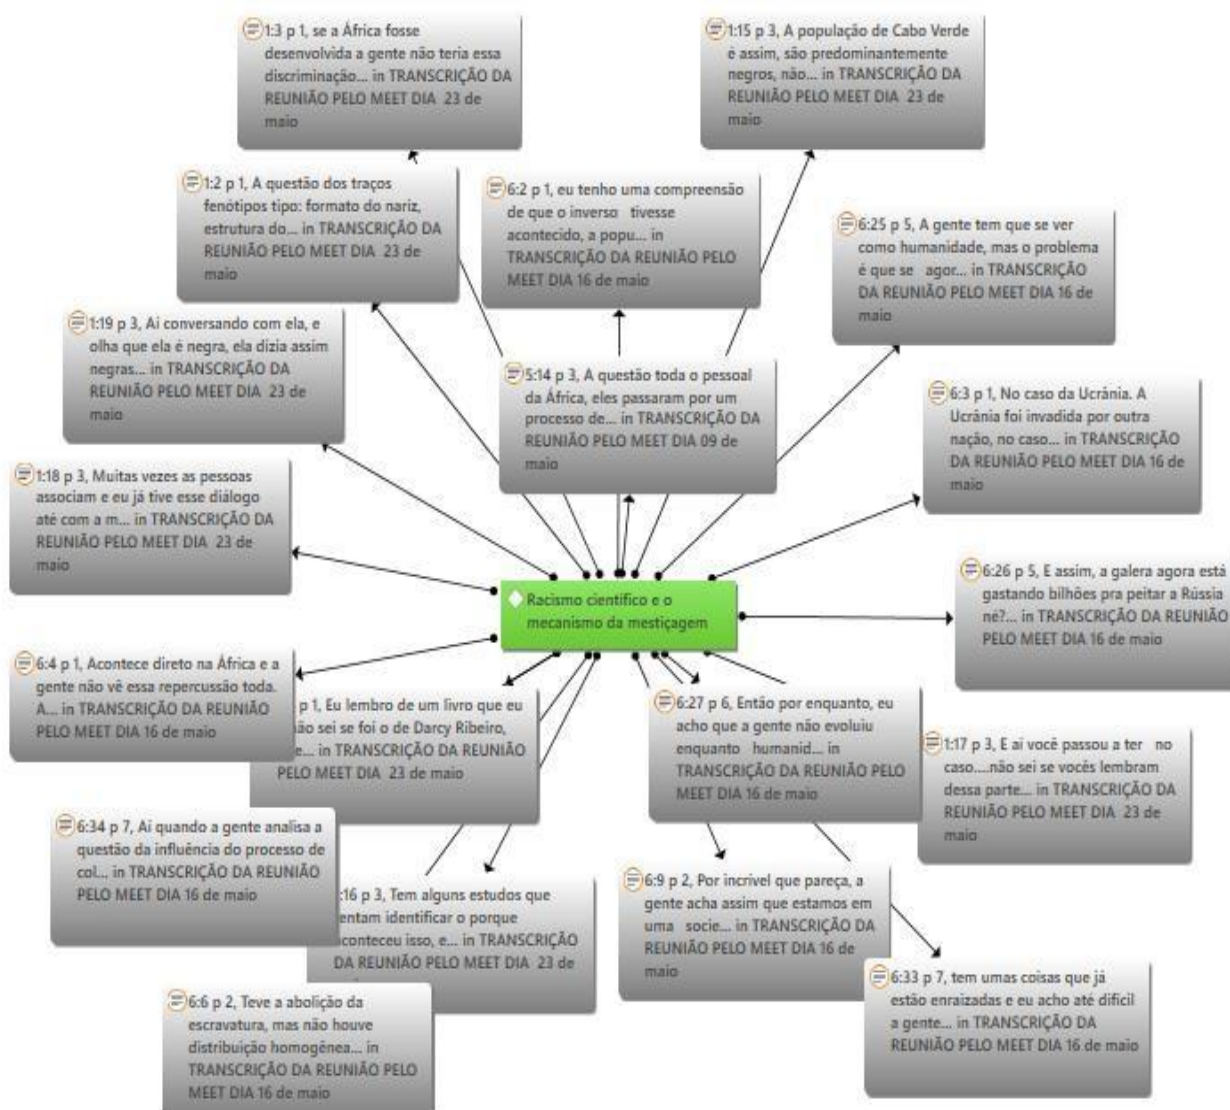 1:3 p 1, se a África fosse
desenvolvida a gente não teria essa
discriminação... in TRANSCRIÇÃO DA
REUNIÃO PELO MEET DIA 23 de
maio
1:15 p 3, A população de Cabo Verde
é assim, são predominantemente
negros, não... in TRANSCRIÇÃO DA
REUNIÃO PELO MEET DIA 23 de
maio
1:2 p 1, A questão dos traços
fenótipos tipo: formato do nariz,
estrutura do... in TRANSCRIÇÃO DA
REUNIÃO PELO MEET DIA 23 de
maio
6:2 p 1, eu tenho uma compreensão
de que o inverso tivesse
acontecido, a popu... in
TRANSCRIÇÃO DA REUNIÃO PELO
MEET DIA 16 de maio
6:25 p 5, A gente tem que se ver
como humanidade, mas o problema
é que se agor... in TRANSCRIÇÃO
DA REUNIÃO PELO MEET DIA 16 de
maio
1:19 p 3, Ai conversando com ela, e
olha que ela é negra, ela dizia assim
negras... in TRANSCRIÇÃO DA
REUNIÃO PELO MEET DIA 23 de
maio
5:14 p 3, A questão toda o pessoal
da África, eles passaram por um
processo de... in TRANSCRIÇÃO DA
REUNIÃO PELO MEET DIA 09 de
maio
6:3 p 1, No caso da Ucrânia. A
Ucrânia foi invadida por outra
nação, no caso... in TRANSCRIÇÃO
DA REUNIÃO PELO MEET DIA 16 de
maio
1:18 p 3, Muitas vezes as pessoas
associam e eu já tive esse diálogo
até com a m... in TRANSCRIÇÃO DA
REUNIÃO PELO MEET DIA 23 de
maio
Racismo científico e o
mecanismo da mestiçagem
6:26 p 5, E assim, a galera agora está
gastando bilhões pra peitar a Rússia
né?... in TRANSCRIÇÃO DA REUNIÃO
PELO MEET DIA 16 de maio
6:4 p 1, Acontece direto na África e a
gente não vê essa repercussão toda.
A... in TRANSCRIÇÃO DA REUNIÃO
PELO MEET DIA 16 de maio
p 1, Eu lembro de um livro que eu
não sei se foi o de Darcy Ribeiro,
e... in TRANSCRIÇÃO DA REUNIÃO
PELO MEET DIA 23 de maio
6:27 p 6, Então por enquanto, eu
acho que a gente não evoluiu
enquanto humanid... in
TRANSCRIÇÃO DA REUNIÃO PELO
MEET DIA 16 de maio
1:17 p 3, E ai você passou a ter no
caso....não sei se vocês lembram
dessa parte... in TRANSCRIÇÃO DA
REUNIÃO PELO MEET DIA 23 de
maio
6:34 p 7, Aí quando a gente analisa a
questão da influência do processo de
col... in TRANSCRIÇÃO DA REUNIÃO
PELO MEET DIA 16 de maio
:16 p 3, Tem alguns estudos que
tentam identificar o porque
aconteceu isso, e... in TRANSCRIÇÃO
DA REUNIÃO PELO MEET DIA 23 de
6:9 p 2, Por incrivel que pareça, a
gente acha assim que estamos em
uma socie... in TRANSCRIÇÃO DA
REUNIÃO PELO MEET DIA 16 de
maio
6:33 p 7, tem umas coisas que já
estão enraizadas e eu acho até dificil
a gente... in TRANSCRIÇÃO DA
REUNIÃO PELO MEET DIA 16 de maio
6:6 p 2, Teve a abolição da
escravatura, mas não houve
distribuição homogênea... in
TRANSCRIÇÃO DA REUNIÃO PELO
MEET DIA 16 de maio